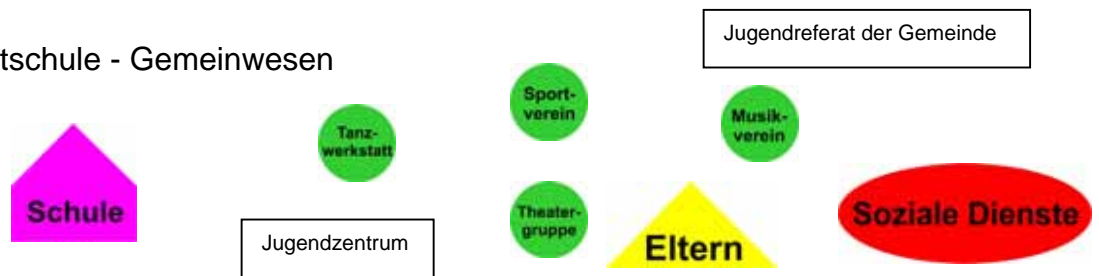 Jugendreferat der Gemeinde
tschule - Gemeinwesen
Sport-
verein
Musik-
verein
Tanz-
werkstatt
Schule
Theater-
gruppe
Soziale Dienste
Jugendzentrum
Eltern